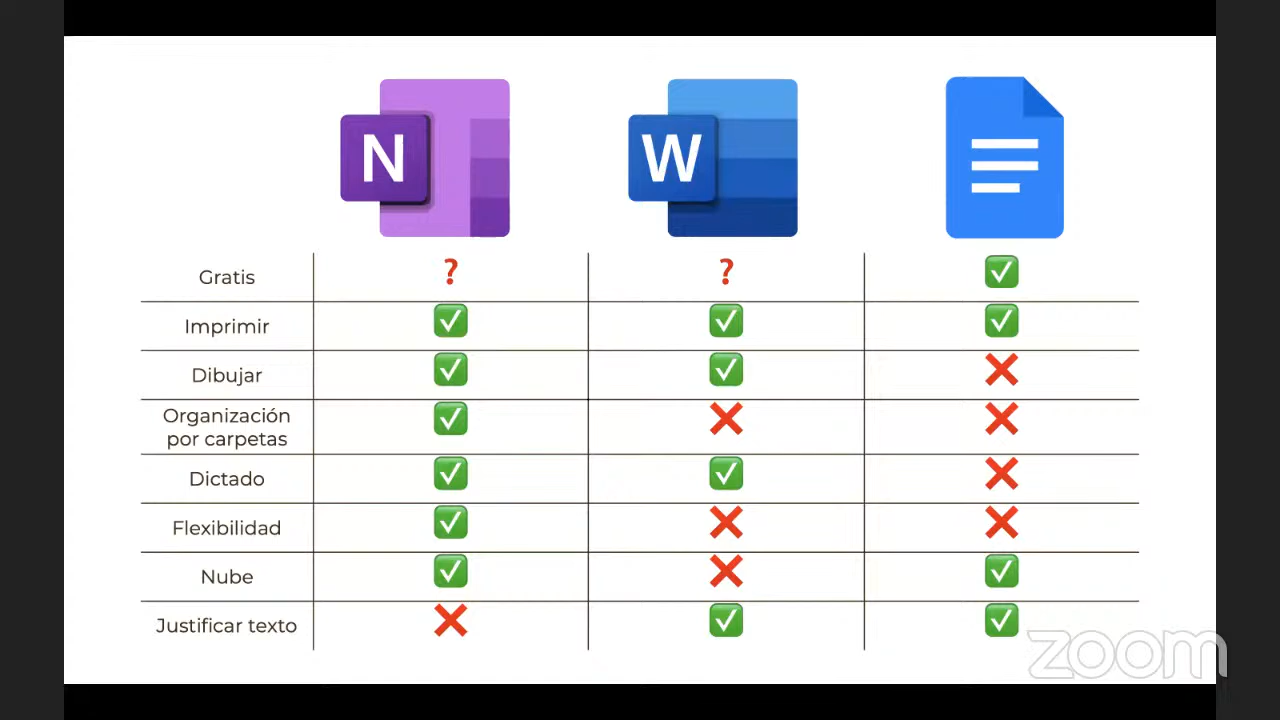 N
W
Gratis
❓
❓
✅
Imprimir
✅
✅
✅
Dibujar
✅
✅
❌
Organización
por carpetas
✅
❌
❌
Dictado
✅
✅
❌
Flexibilidad
✅
❌
❌
Nube
✅
❌
✅
Justificar texto
❌
✅
✅
zoom